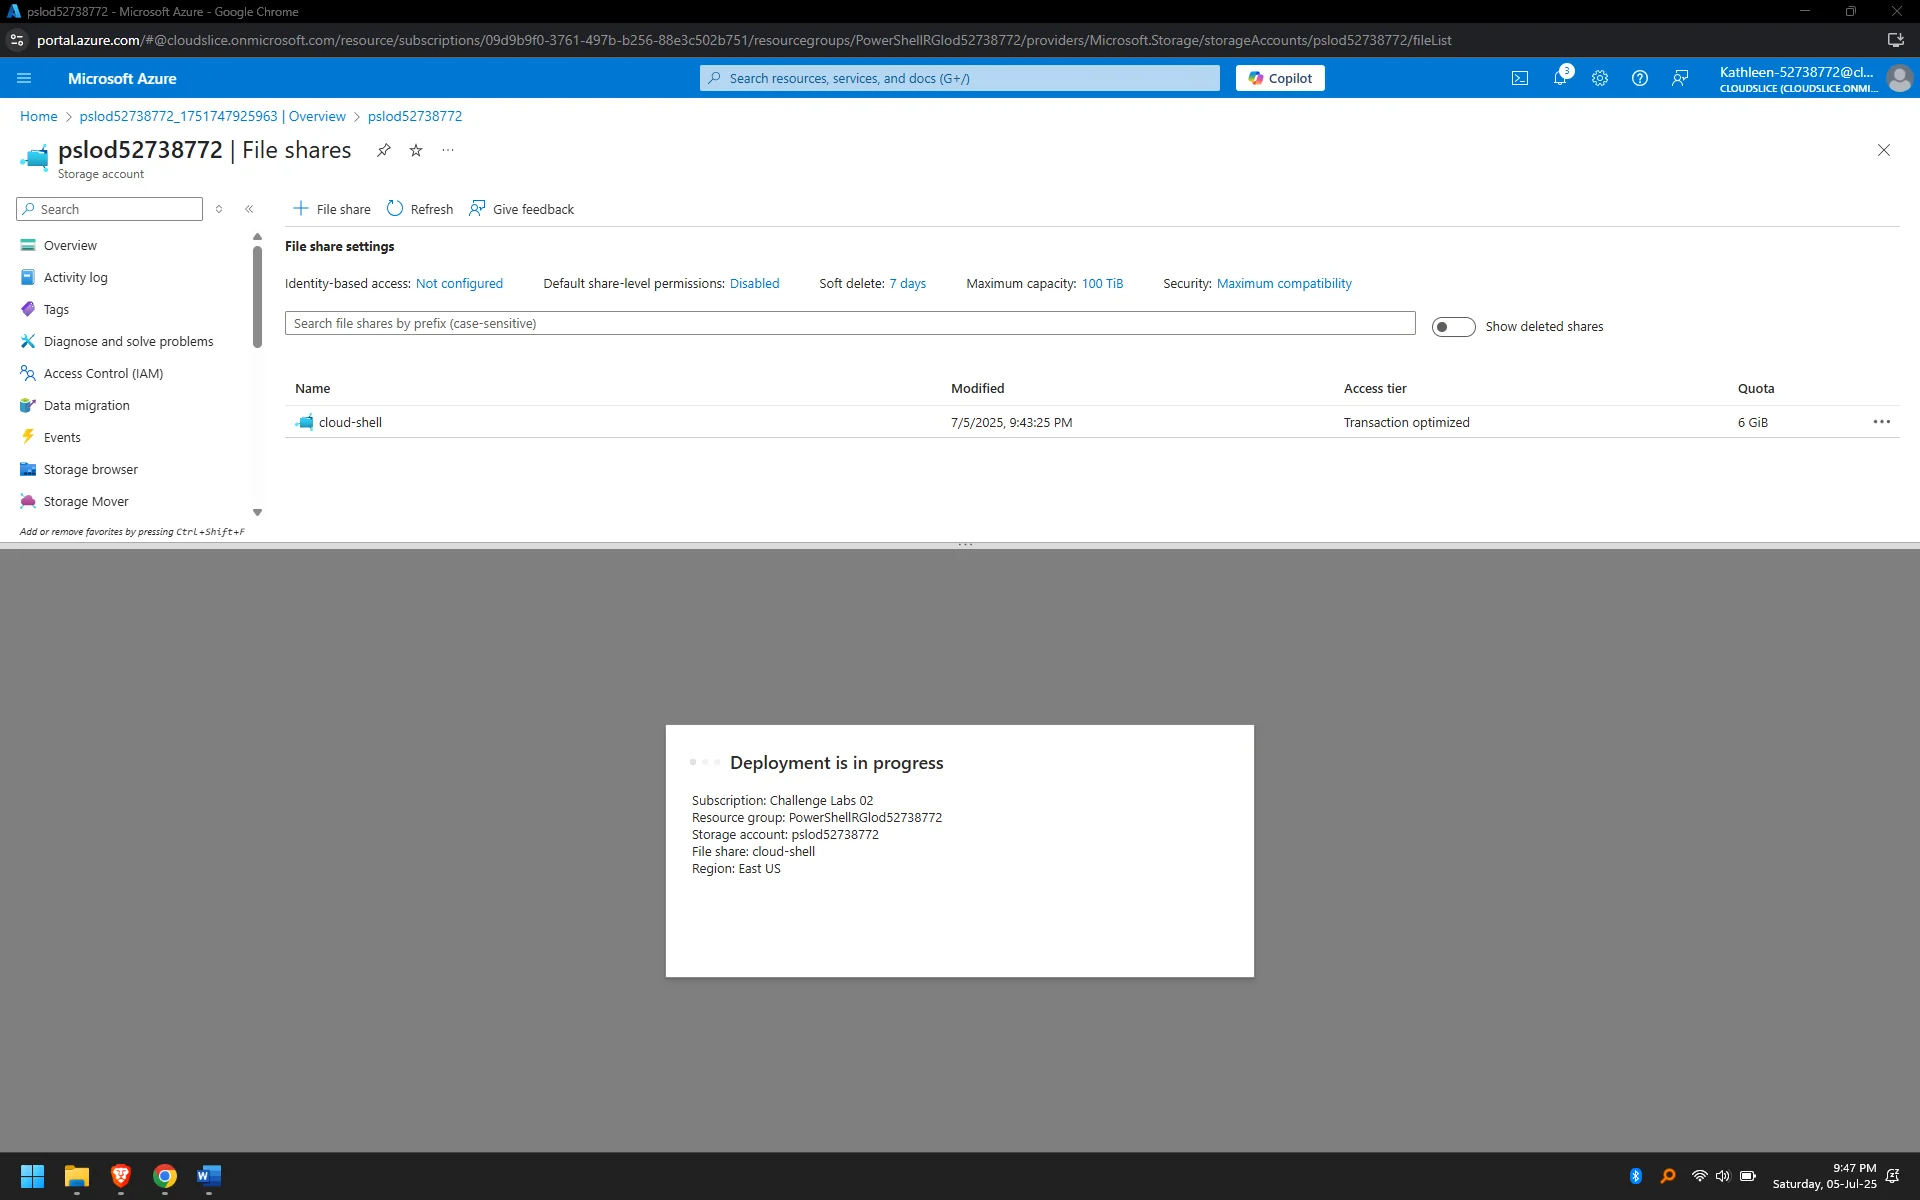 pslod52738772 - Microsoft Azure - Google Chrome
portal.azure.com/#@cloudslice.onmicrosoft.com/resource/subscriptions/09d9b9f0-3761-497b-b256-88e3c502b751/resourcegroups/PowerShellRGlod52738772/providers/Microsoft.Storage/storageAccounts/pslod52738772/fileList
Microsoft Azure
Search resources, services, and docs (G+/)
Copilot
3
Kathleen-52738772@cl...
CLOUDSLICE (CLOUDSLICE.ONMI...
Home > pslod52738772_1751747925963 | Overview > pslod52738772
pslod52738772 | File shares
Storage account
Search
File share
Refresh
Give feedback
Overview
Activity log
Tags
Diagnose and solve problems
Access Control (IAM)
Data migration
Events
Storage browser
Storage Mover
Add or remove favorites by pressing Ctrl+Shift+F
File share settings
Identity-based access: Not configured
Default share-level permissions: Disabled
Soft delete: 7 days
Maximum capacity: 100 TiB
Security: Maximum compatibility
Search file shares by prefix (case-sensitive)
Show deleted shares
Name Modified Access tier Quota
cloud-shell 7/5/2025, 9:43:25 PM Transaction optimized 6 GiB
Deployment is in progress
Subscription: Challenge Labs 02
Resource group: PowerShellRGlod52738772
Storage account: pslod52738772
File share: cloud-shell
Region: East US
9:47 PM
Saturday, 05-Jul-25